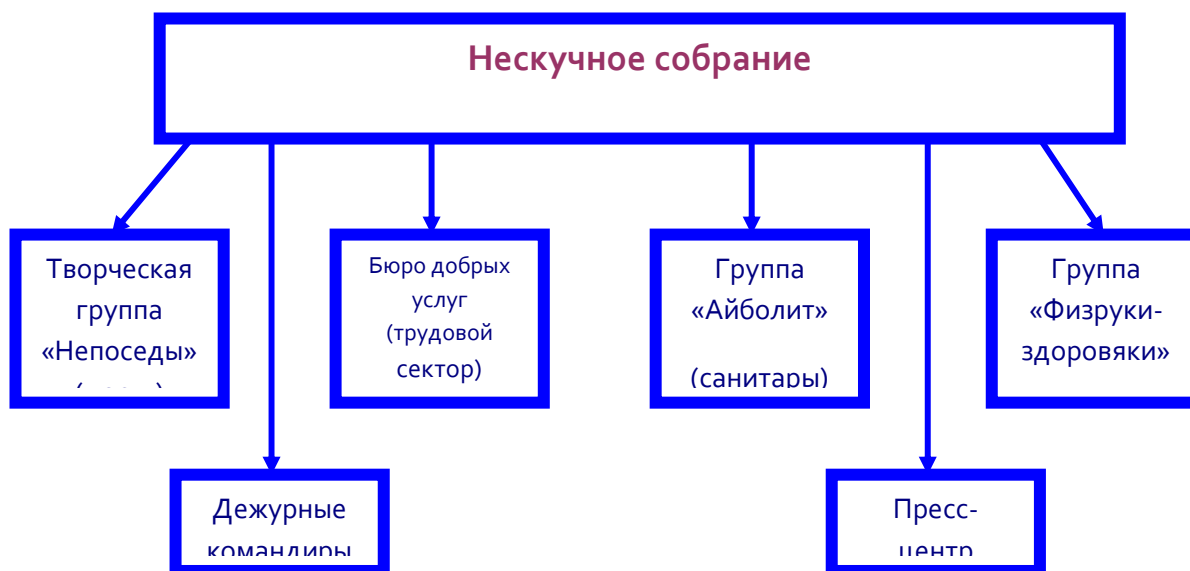 Нескучное собрание
Творческая
группа
«Непоседы»
Бюро добрых
услуг
(трудовой
сектор)
Группа
«Айболит»
(санитары)
Группа
«Физруки-
здоровяки»
Дежурные
командиры
Пресс-
центр